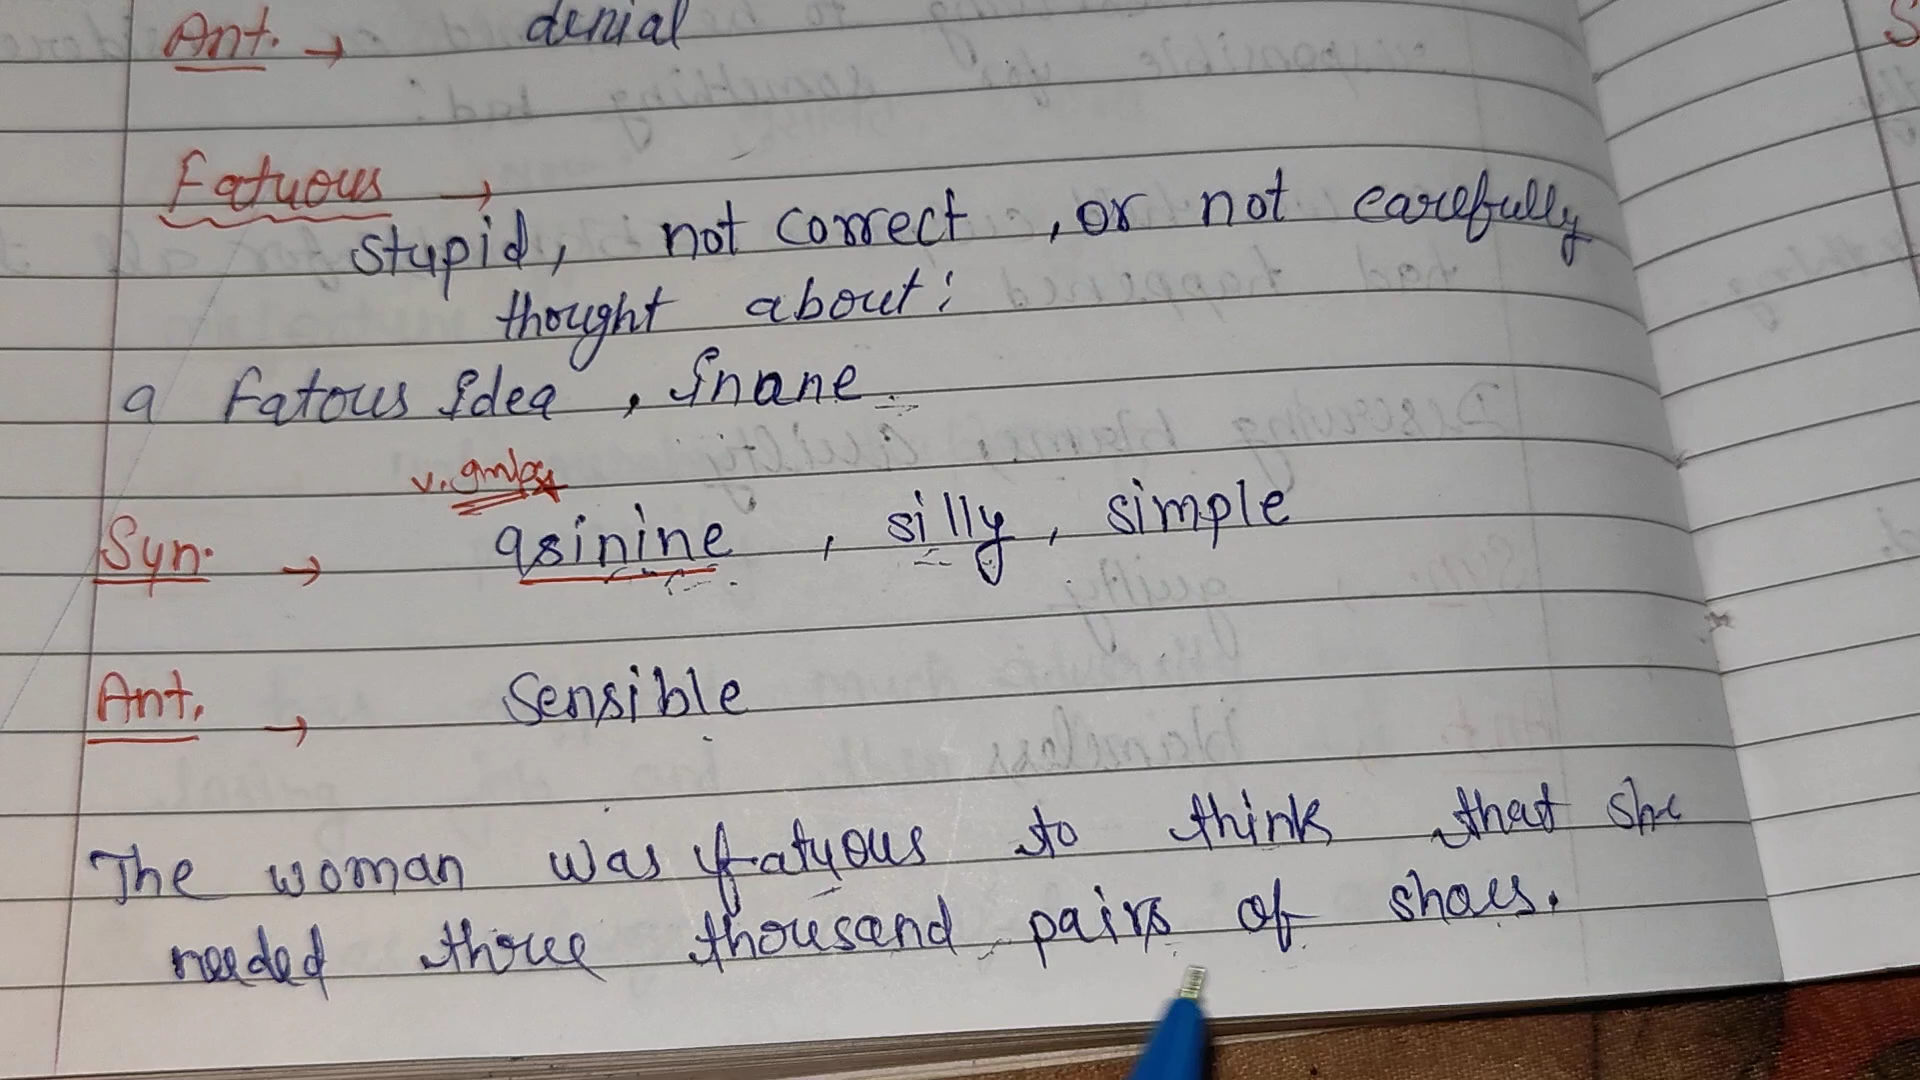 Ant. → denial
Fatuous →
stupid, not correct, or not carefully
thought about:
a Fatous Idea, Inane
v. Imp
Syn. → asinine, silly, simple
Ant. → Sensible
The woman was fatuous to think that she
needed three thousand pairs of shoes.